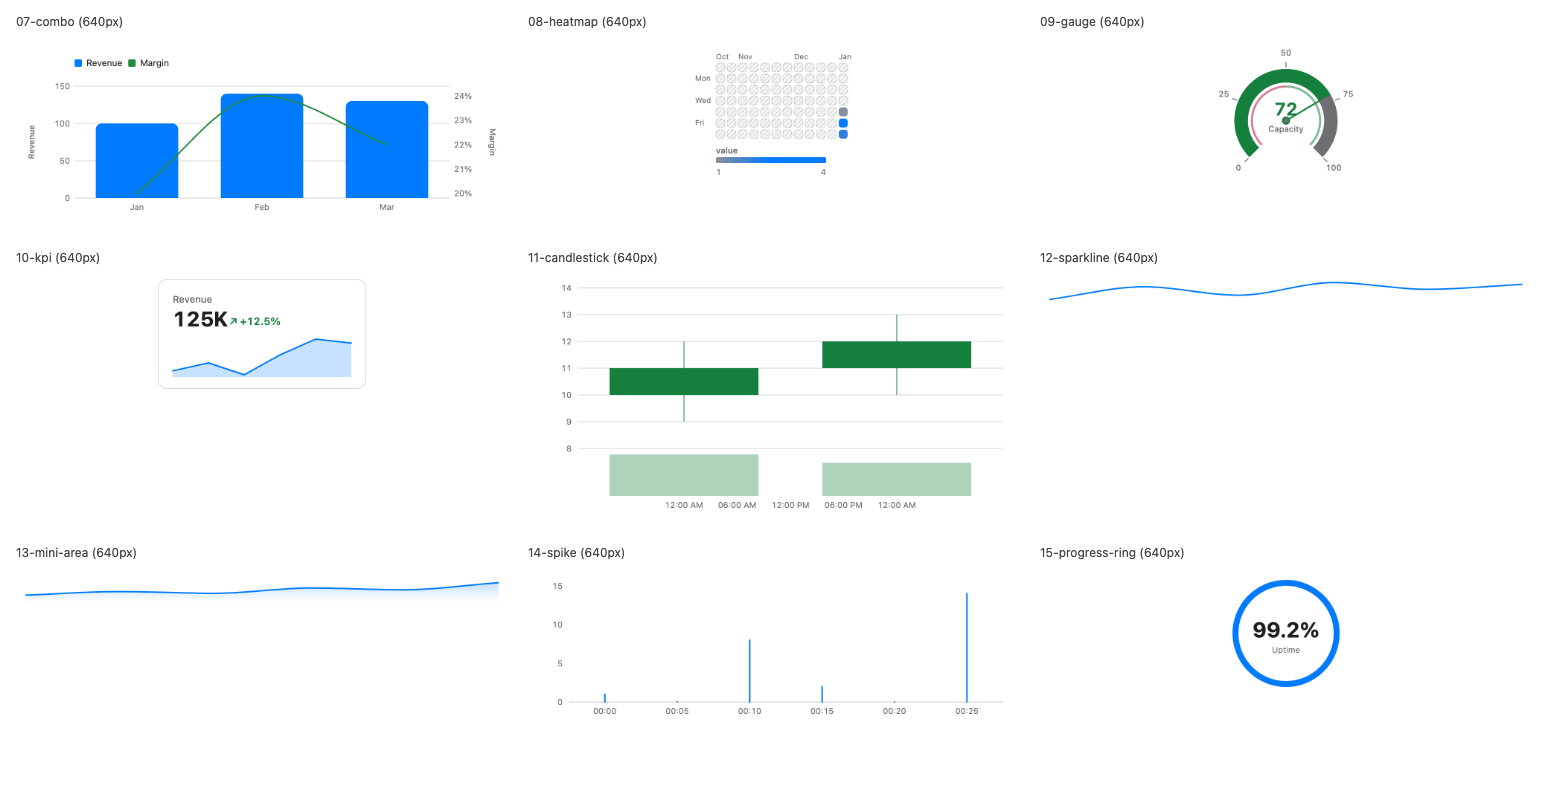 07-combo (640px)
Revenue Margin
150
100
50
0
Revenue
24%
23%
22%
21%
20%
Margin
Jan Feb Mar
08-heatmap (640px)
Oct Nov Dec Jan
Mon
Wed
Fri
value
1 4
09-gauge (640px)
50
25 75
72
Capacity
0 100
10-kpi (640px)
Revenue
125K +12.5%
11-candlestick (640px)
14
13
12
11
10
9
8
12:00 AM 06:00 AM 12:00 PM 06:00 PM 12:00 AM
12-sparkline (640px)
13-mini-area (640px)
14-spike (640px)
15
10
5
0
00:00 00:05 00:10 00:15 00:20 00:25
15-progress-ring (640px)
99.2%
Uptime